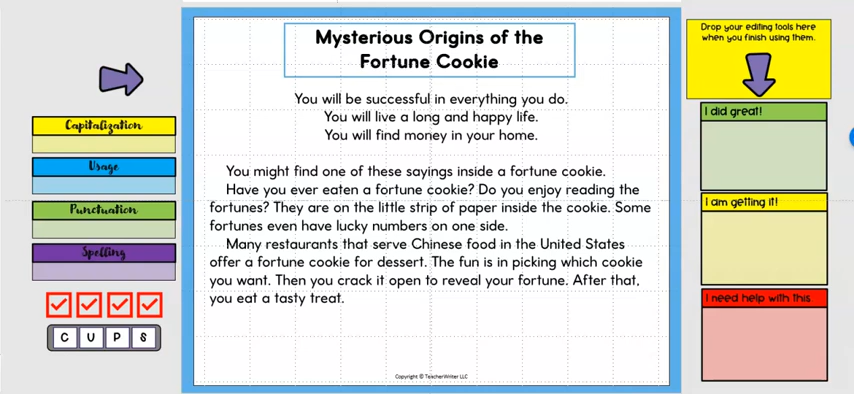 Mysterious Origins of the
Fortune Cookie
You will be successful in everything you do.
You will live a long and happy life.
You will find money in your home.
You might find one of these sayings inside a fortune cookie.
Have you ever eaten a fortune cookie? Do you enjoy reading the
fortunes? They are on the little strip of paper inside the cookie. Some
fortunes even have lucky numbers on one side.
Many restaurants that serve Chinese food in the United States
offer a fortune cookie for dessert. The fun is in picking which cookie
you want. Then you crack it open to reveal your fortune. After that,
you eat a tasty treat.
Copyright © TeacherWriter LLC
Capitalization
Usage
Punctuation
Spelling
C U P S
Drop your editing tools here
when you finish using them.
I did great!
I am getting it!
I need help with this